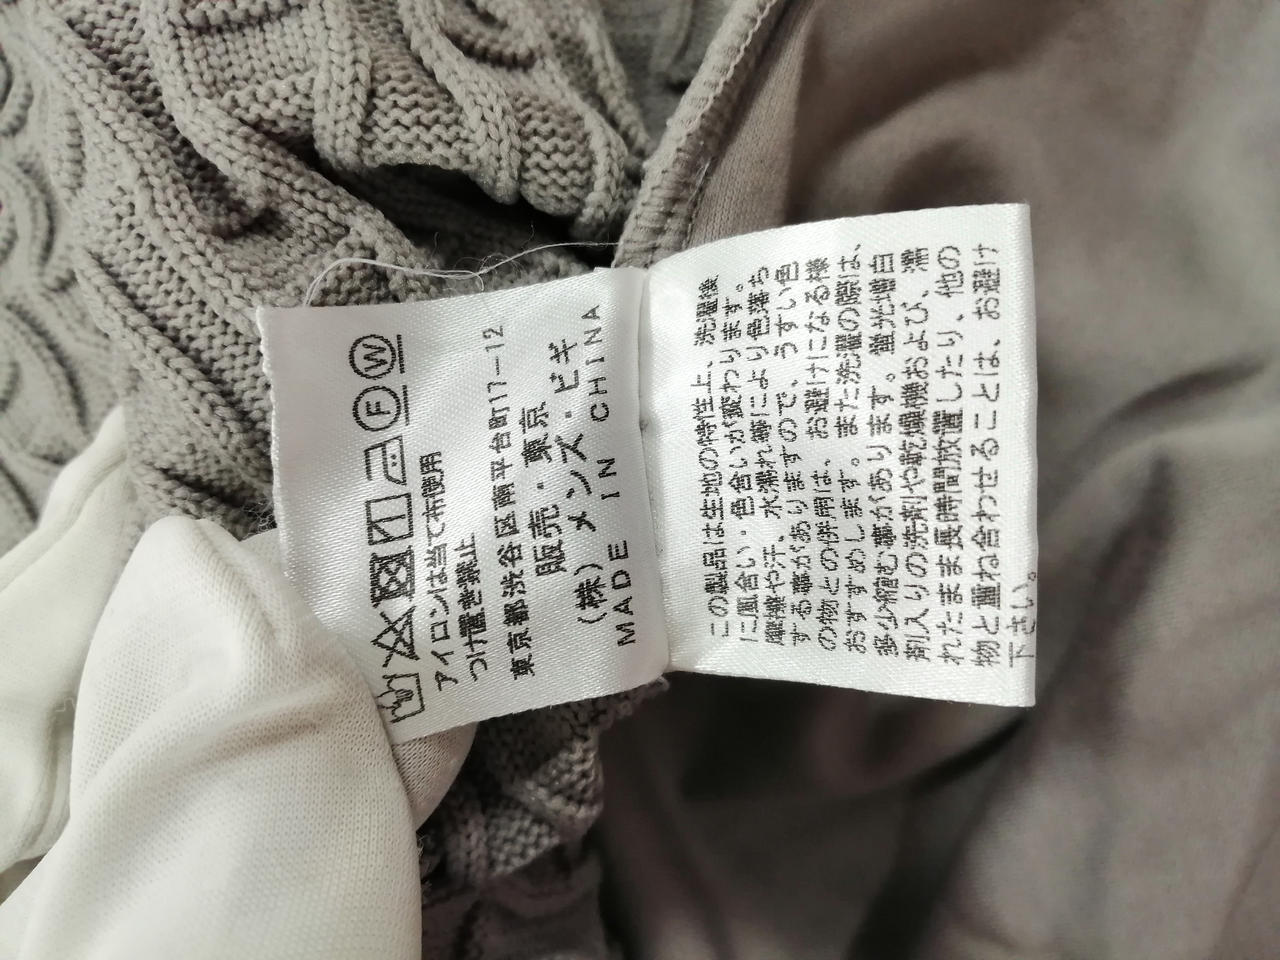 アイロンは当て布使用
つけ置き禁止
東京都渋谷区南平台町17-12
販売・東京
(株)メンズ・ビギ
MADE IN CHINA
この製品は生地の特性上、洗濯後
に風合い・色合いが変わります。
摩擦や汗、水濡れ等により色落ち
する事がありますので、うすい色
の物との併用は、お避けになる様
おすすめします。また洗濯の際は、
多少縮む事があります。蛍光増白
剤入りの洗剤や乾燥機および、濡
れたまま長時間放置したり、他の
物と重ね合わせることは、お避け
下さい。
F
W